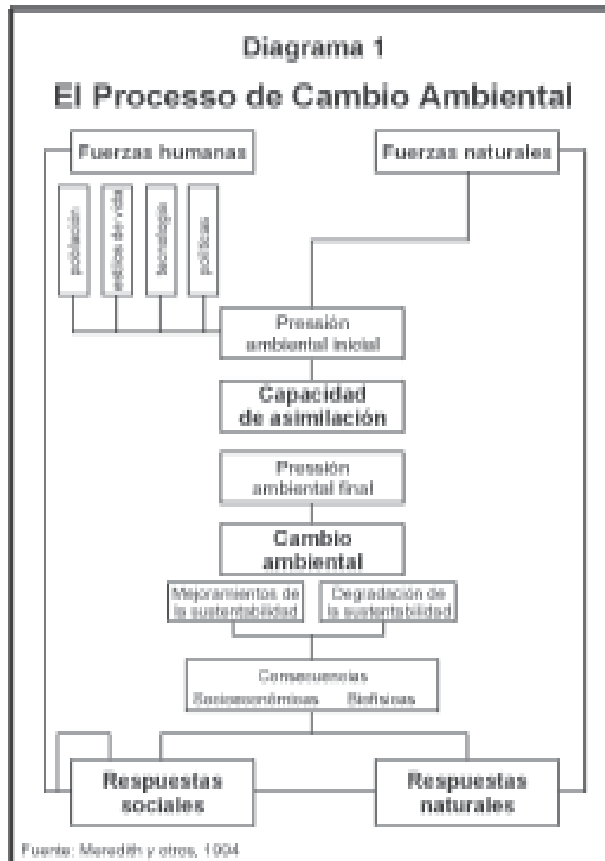 Diagrama 1
El Processo de Cambio Ambiental
Fuerzas humanas
Fuerzas naturales
población
estilos de vida
tecnología
políticas
Pressión
ambiental inicial
Capacidad
de asimilación
Pressión
ambiental final
Cambio
ambiental
Mejoramientos de
la sustentabilidad
Degradación de
la sustentabilidad
Consecuencias
Socioeconómicas Biofísicas
Respuestas
sociales
Respuestas
naturales
Fuente: Meredith y otros, 1994